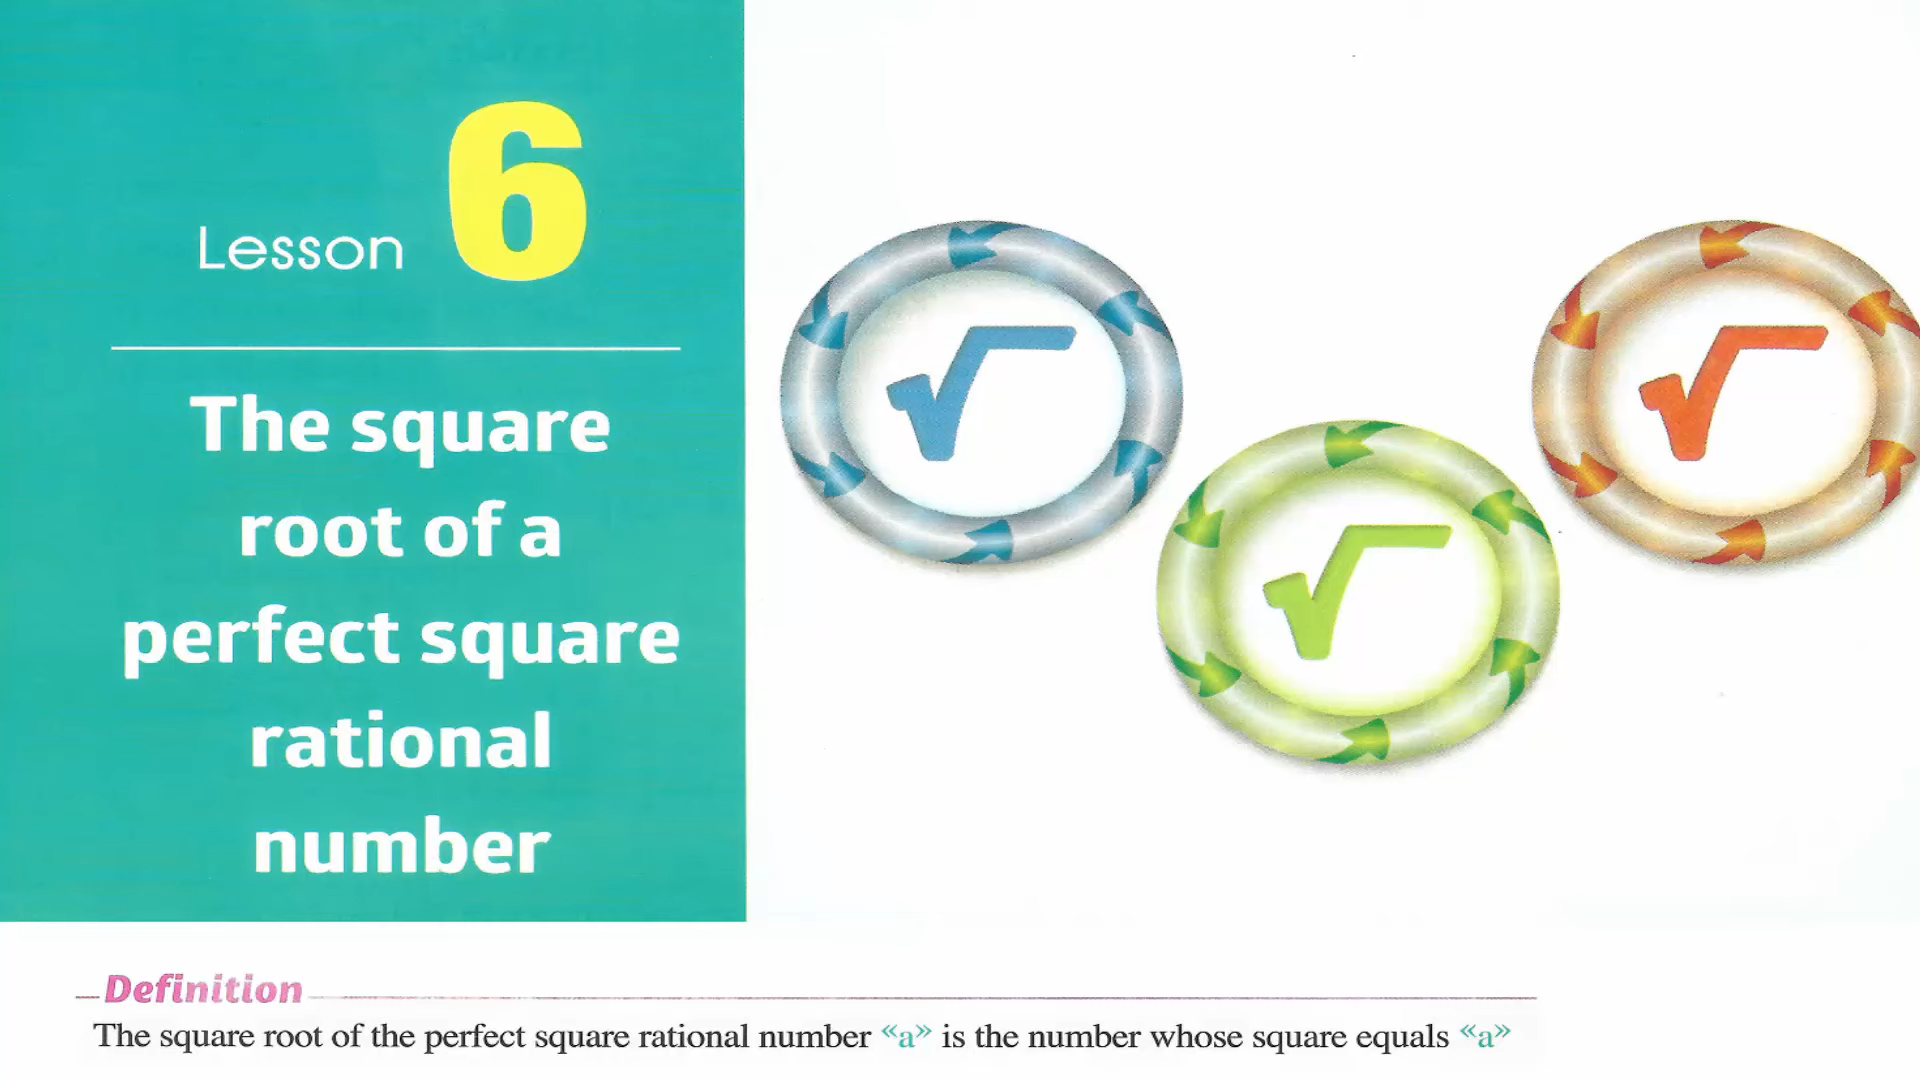 Lesson 6
The square
root of a
perfect square
rational
number
√
√
√
Definition
The square root of the perfect square rational number «a» is the number whose square equals «a»